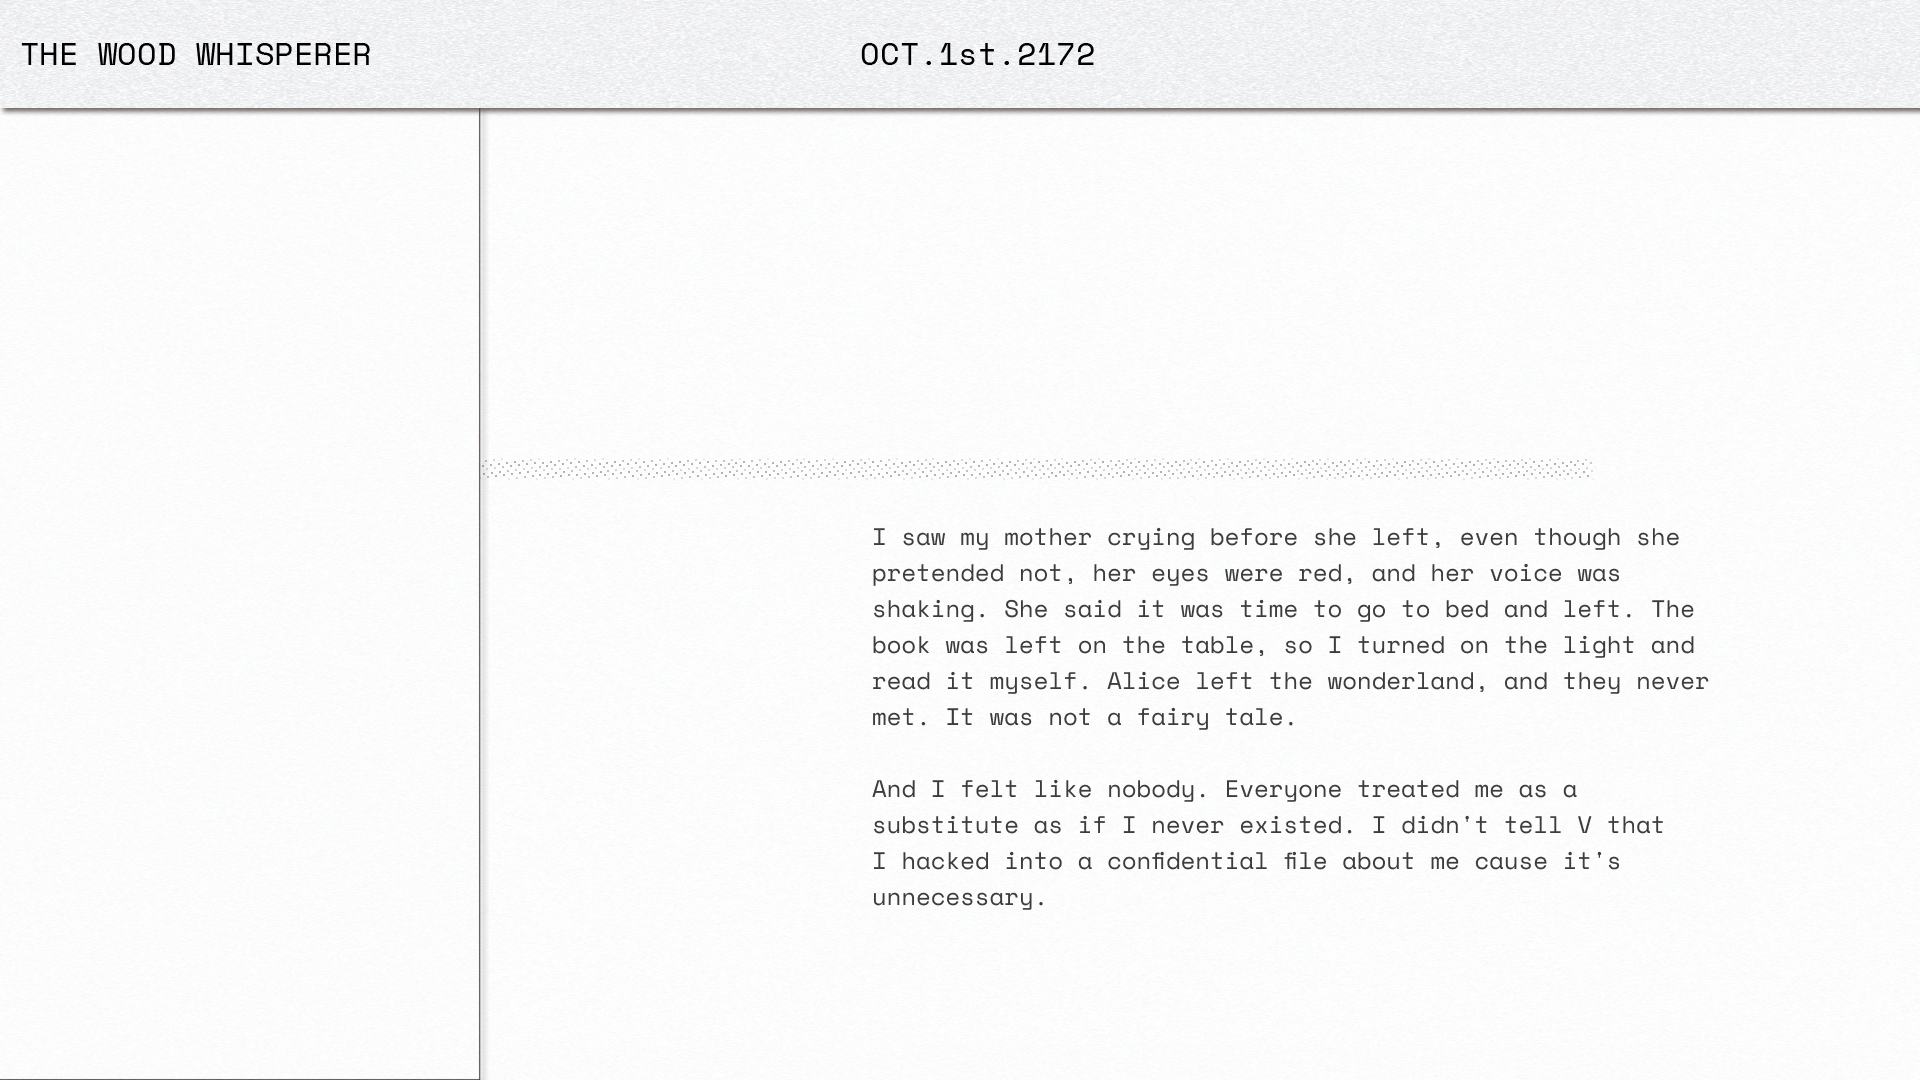 THE WOOD WHISPERER
OCT.1st.2172
I saw my mother crying before she left, even though she
pretended not, her eyes were red, and her voice was
shaking. She said it was time to go to bed and left. The
book was left on the table, so I turned on the light and
read it myself. Alice left the wonderland, and they never
met. It was not a fairy tale.
And I felt like nobody. Everyone treated me as a
substitute as if I never existed. I didn't tell V that
I hacked into a confidential file about me cause it's
unnecessary.